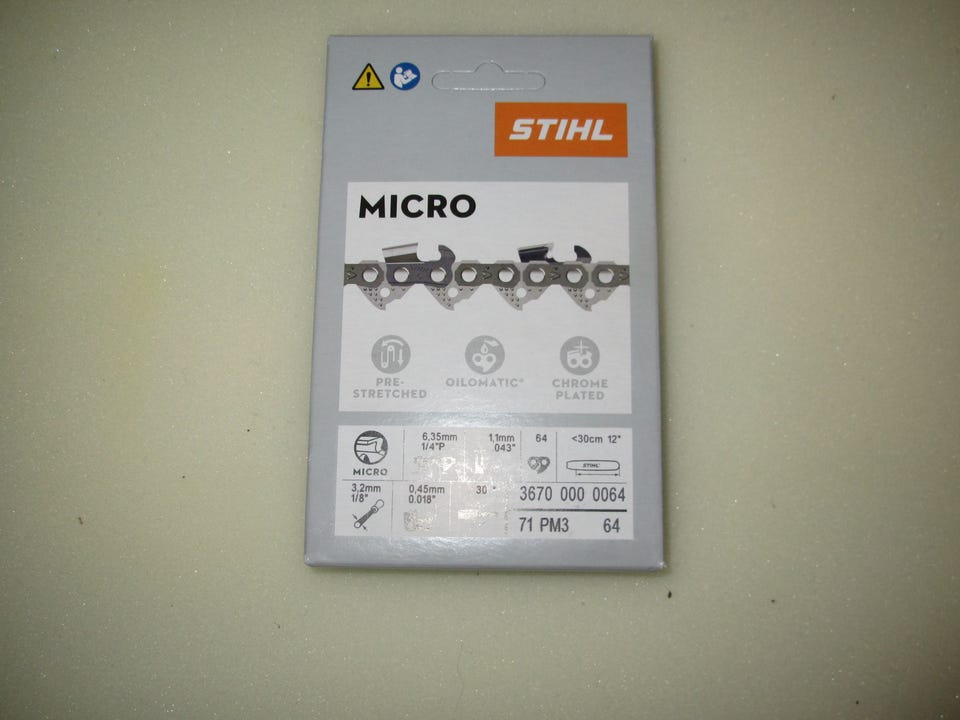 STIHL
MICRO
PRE-
STRETCHED
OILOMATIC®
CHROME
PLATED
MICRO
6,35mm
1/4"P
1,1mm
.043"
64
<30cm 12"
STIHL
3,2mm
1/8"
0,45mm
0.018"
30
3670 000 0064
71 PM3 64